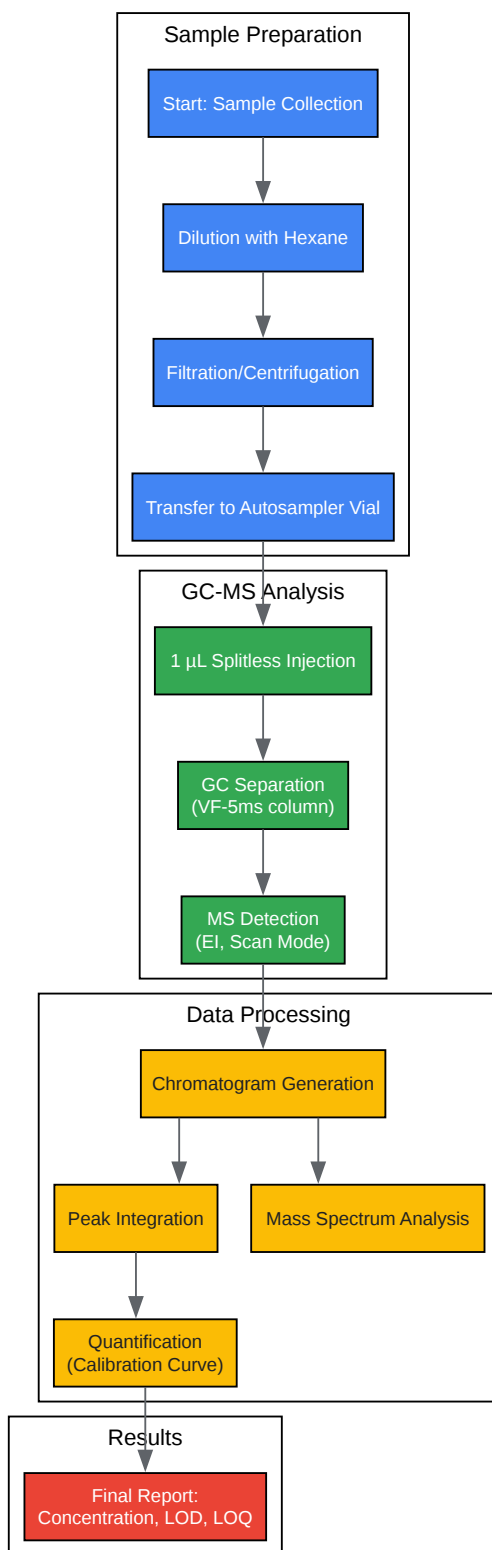 Sample Preparation
Start: Sample Collection
Dilution with Hexane
Filtration/Centrifugation
Transfer to Autosampler Vial
GC-MS Analysis
1 µL Splitless Injection
GC Separation
(VF-5ms column)
MS Detection
(EI, Scan Mode)
Data Processing
Chromatogram Generation
Peak Integration
Mass Spectrum Analysis
Quantification
(Calibration Curve)
Results
Final Report:
Concentration, LOD, LOQ